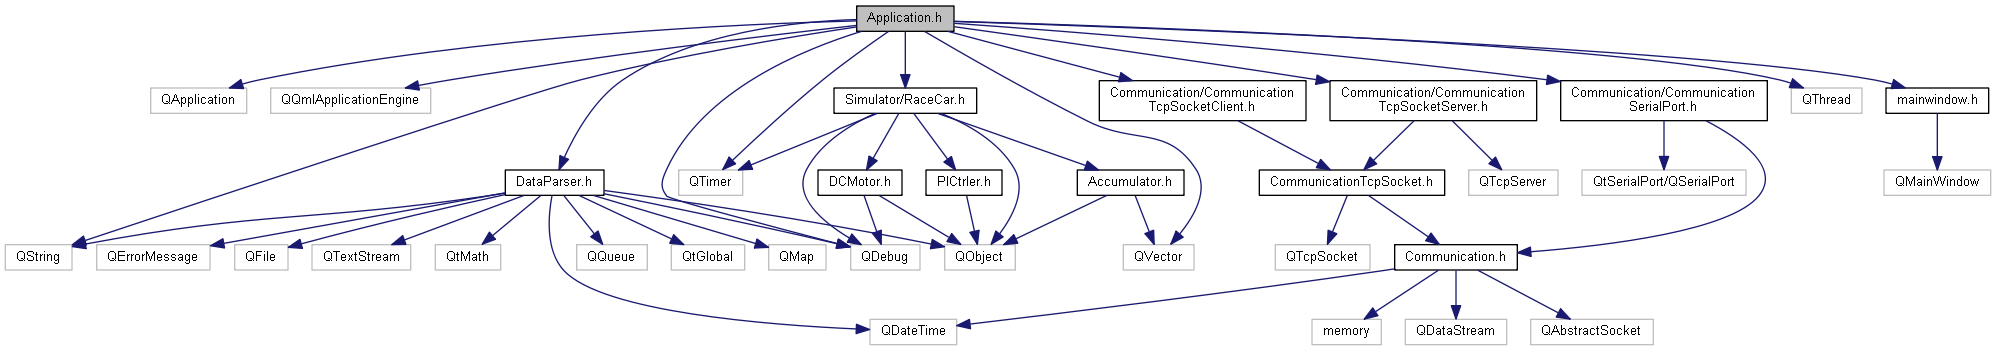 Application.h
QApplication
QQmlApplicationEngine
Simulator/RaceCar.h
Communication/Communication
TcpSocketClient.h
Communication/Communication
TcpSocketServer.h
Communication/Communication
SerialPort.h
QThread
mainwindow.h
DataParser.h
QTimer
DCMotor.h
PICtrler.h
Accumulator.h
CommunicationTcpSocket.h
QTcpServer
QtSerialPort/QSerialPort
QMainWindow
QString
QErrorMessage
QFile
QTextStream
QtMath
QQueue
QtGlobal
QMap
QDebug
QObject
QVector
QTcpSocket
Communication.h
QDateTime
memory
QDataStream
QAbstractSocket